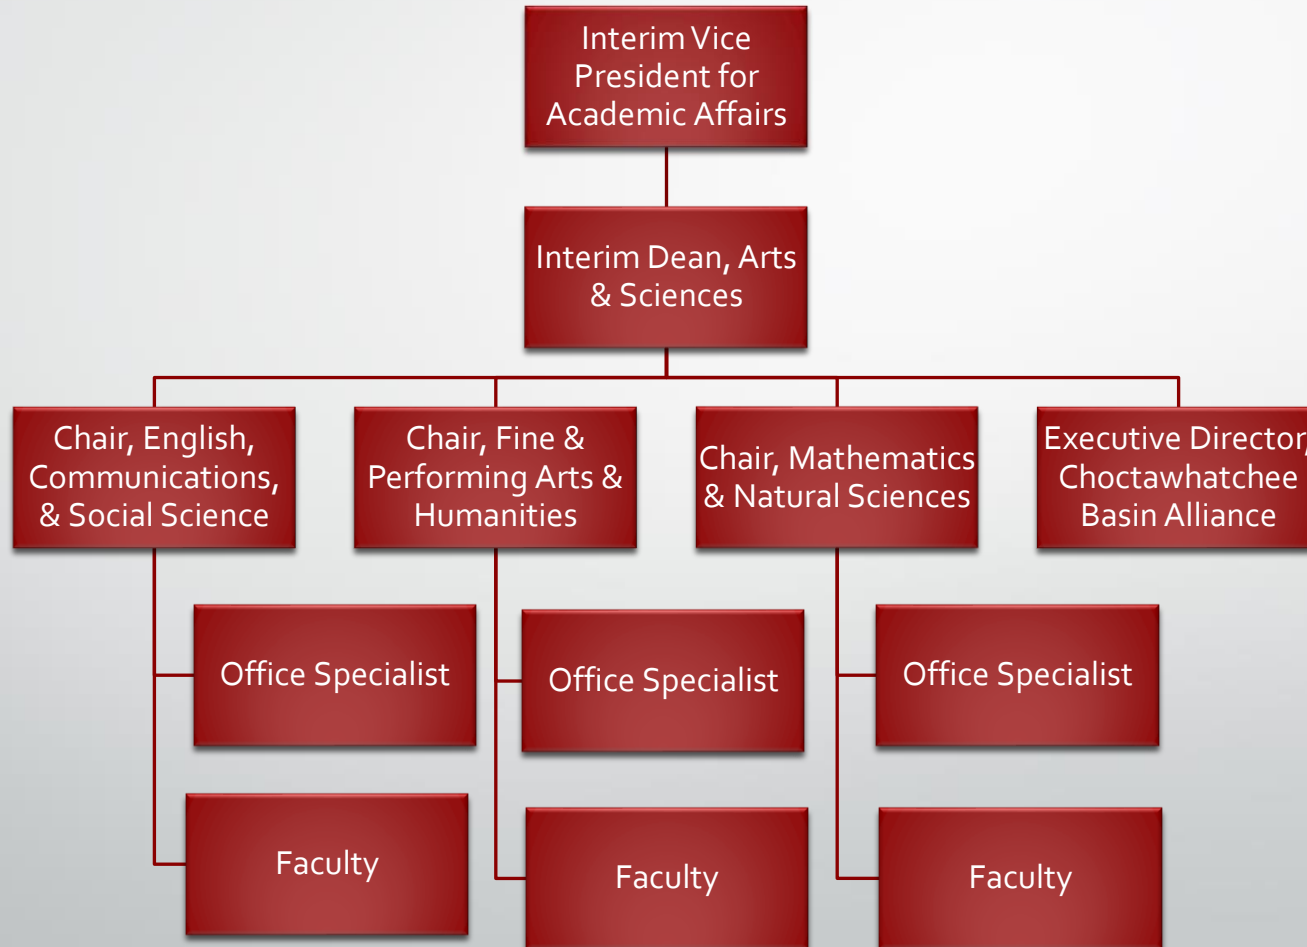 Interim Vice
President for
Academic Affairs
Interim Dean, Arts
& Sciences
Chair, English,
Communications,
& Social Science
Chair, Fine &
Performing Arts &
Humanities
Chair, Mathematics
& Natural Sciences
Executive Director,
Choctawhatchee
Basin Alliance
Office Specialist
Office Specialist
Office Specialist
Faculty
Faculty
Faculty